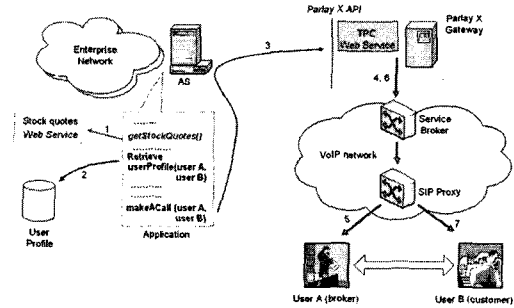 Parlay X API
Enterprise
Network
AS
3
TPC
Web Service
Parlay X
Gateway
4, 6
Stock quotes
Web Service
1
getStockQuotes()
Service
Broker
VoIP network
Retrieve
userProfile(user A,
user B)
2
SIP Proxy
makeACall (user A,
user B)
5
7
User
Profile
Application
User A (broker)
User B (customer)